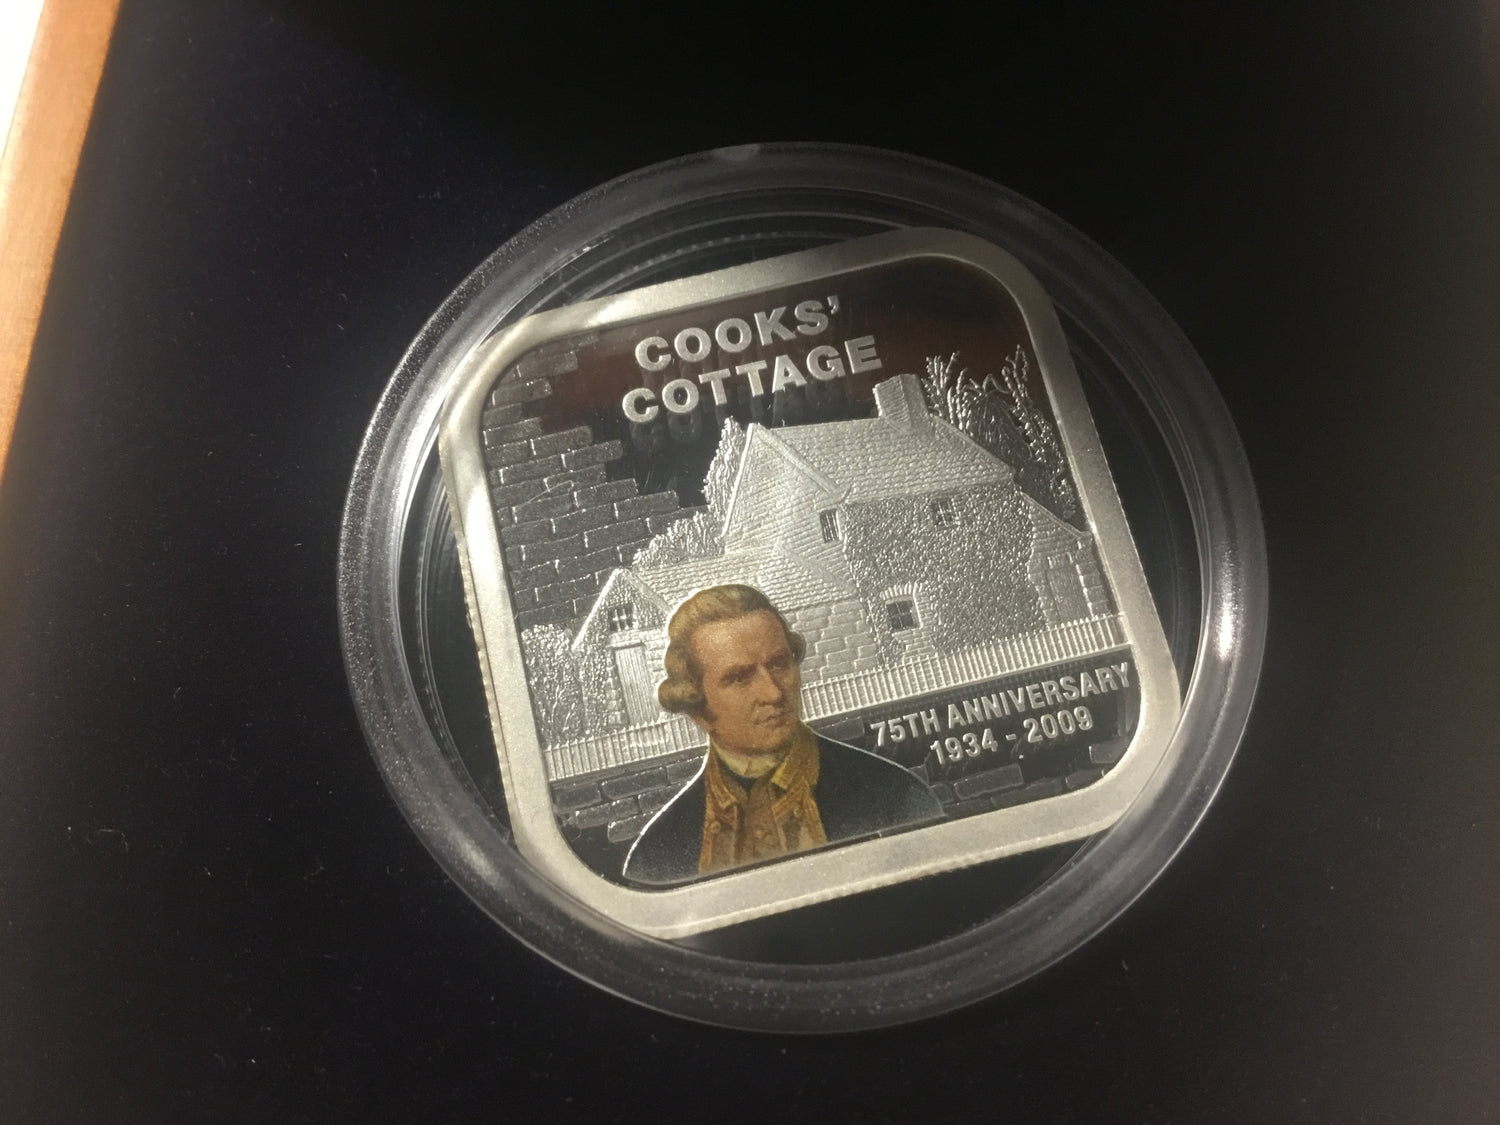 COOKS'
COTTAGE
75TH ANNIVERSARY
1934 - 2009